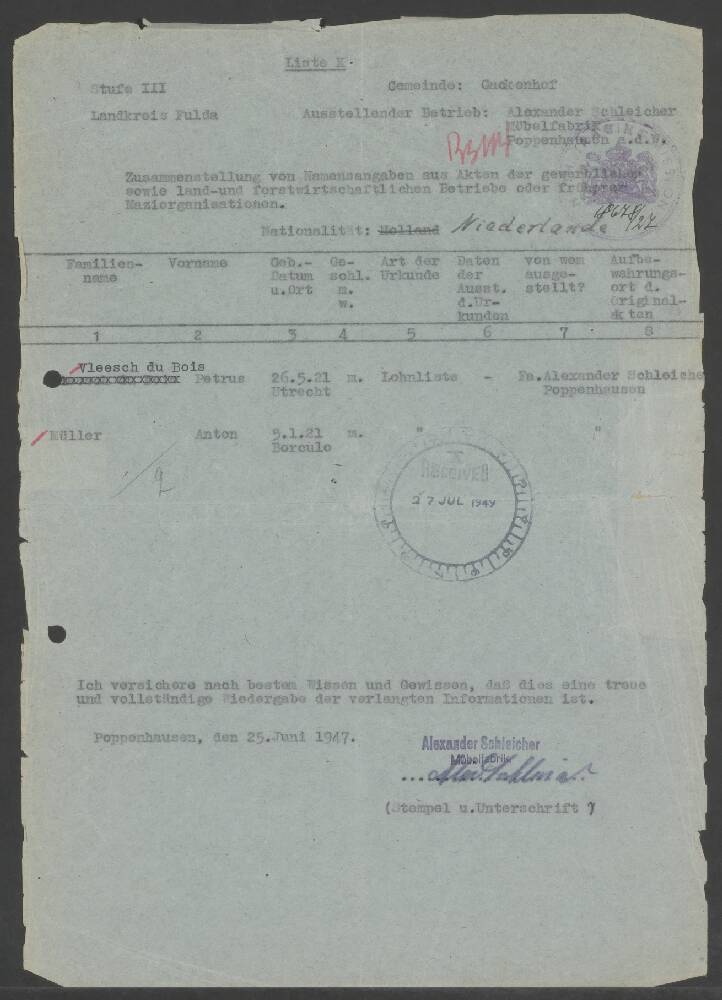 Liste K.
Stufe III Gemeinde: Gackenhof
Landkreis Fulda Ausstellender Betrieb: Alexander Schleicher
Möbelfabrik
Poppenhausen a.d.W.
Zusammenstellung von Namensangaben aus Akten der gewerblichen
sowie land-und forstwirtschaftlichen Betriebe oder früherer
Naziorganisationen.
Nationalität: Holland Niederlande
Familien- Vorname Geb.- Ge- Art der Daten von wem Aufbe-
name Datum schl. Urkunde der ausge- wahrungs-
u.Ort m. Ausst. stellt? ort d.
w. d.Ur- Original-
kunden akten
1 2 3 4 5 6 7 8
Vleesch du Bois
Petrus 26.5.21 m. Lohnliste - Fa.Alexander Schleiche
Utrecht Poppenhausen
Müller Anton 5.1.21 m. " "
Borculo
RECEIVED
27 JUL 1949
Ich versichere nach bestem Wissen und Gewissen, daß dies eine treue
und vollständige Wiedergabe der verlangten Informationen ist.
Poppenhausen, den 25.Juni 1947.
Alexander Schleicher
Möbelfabrik
(Stempel u.Unterschrift )